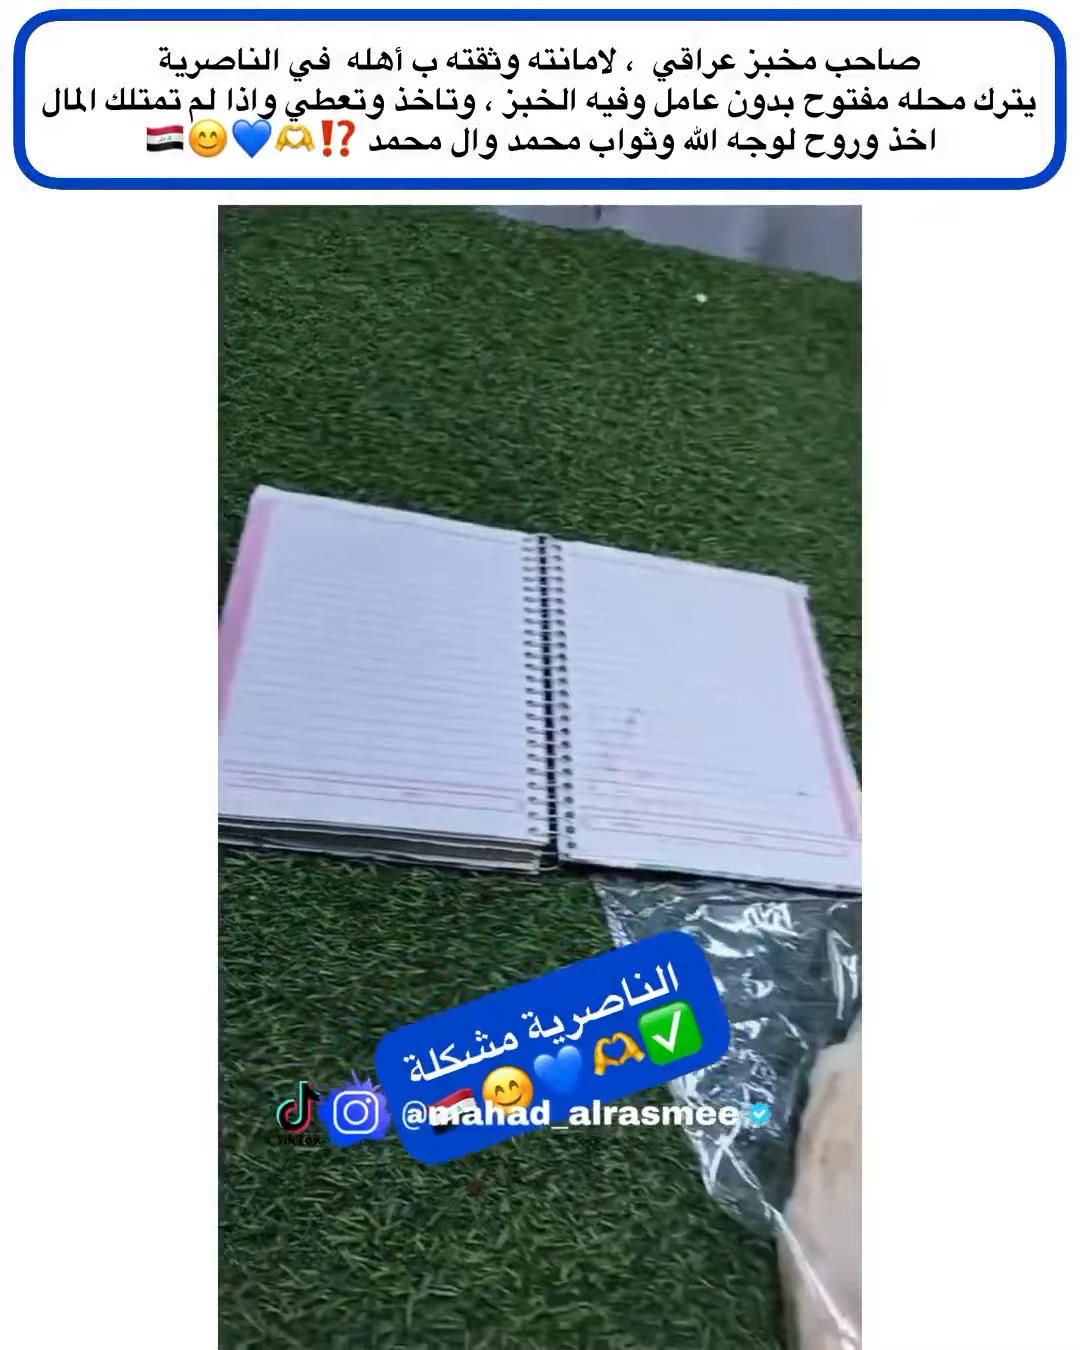 صاحب مخبز عراقي ، لامانته وثقته ب أهله في الناصرية
يترك محله مفتوح بدون عامل وفيه الخبز ، وتاخذ وتعطي واذا لم تمتلك المال
اخذ وروح لوجه الله وثواب محمد وال محمد ⁉️🫶💙😊🇮🇶
الناصرية مشكلة
✅🫶💙😊🇮🇶
@mahad_alrasmee
TikTok